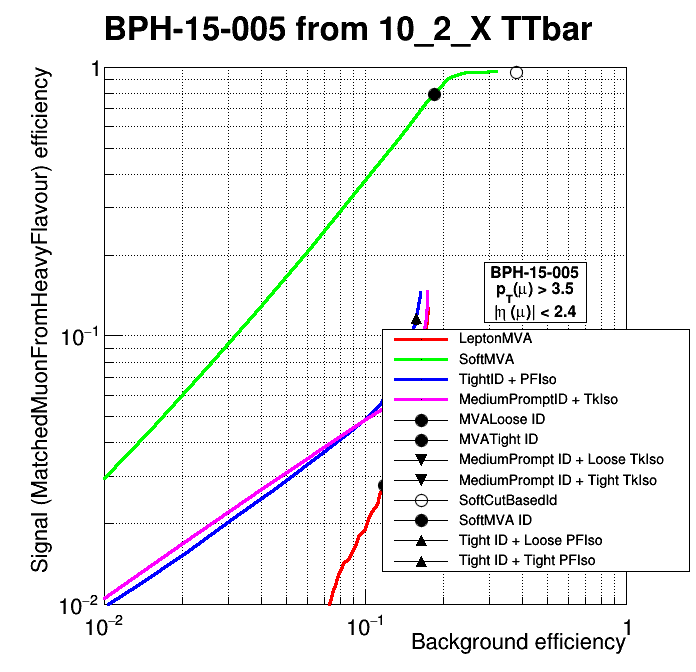 BPH-15-005 from 10_2_X TTbar
Signal (MatchedMuonFromHeavyFlavour) efficiency
1
10⁻¹
10⁻²
BPH-15-005
p_T(μ) > 3.5
|η (μ)| < 2.4
LeptonMVA
SoftMVA
TightID + PFIso
MediumPromptID + TkIso
MVALoose ID
MVATight ID
MediumPrompt ID + Loose TkIso
MediumPrompt ID + Tight TkIso
SoftCutBasedId
SoftMVA ID
Tight ID + Loose PFIso
Tight ID + Tight PFIso
10⁻² 10⁻¹ 1
Background efficiency